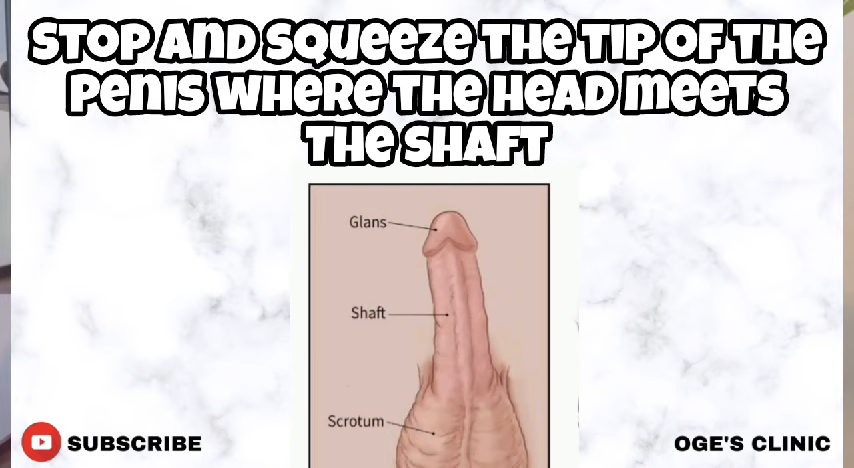 STOP AND SQUEEZE THE TIP OF THE
PENIS WHERE THE HEAD MEETS
THE SHAFT
Glans
Shaft
Scrotum
SUBSCRIBE
OGE'S CLINIC